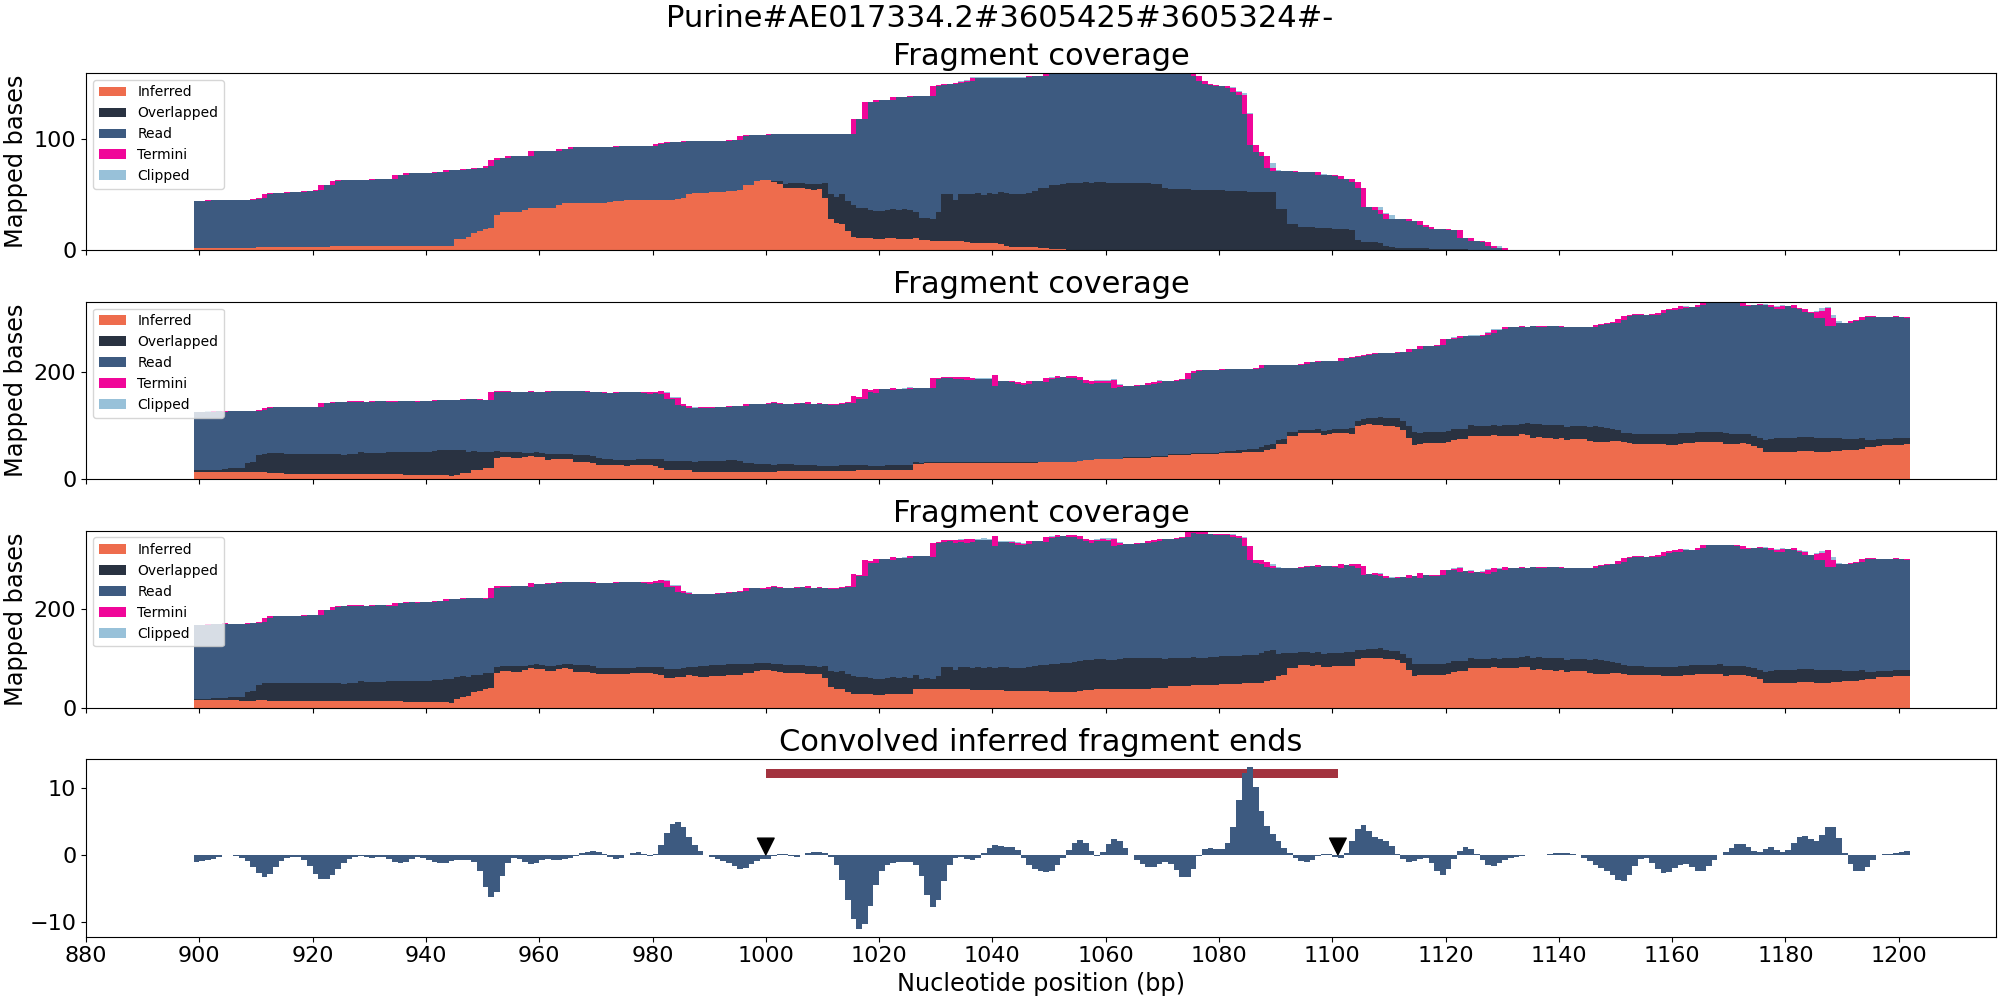 Purine#AE017334.2#3605425#3605324#-
Fragment coverage
Mapped bases
100
0
Inferred
Overlapped
Read
Termini
Clipped
Fragment coverage
Mapped bases
200
0
Inferred
Overlapped
Read
Termini
Clipped
Fragment coverage
Mapped bases
200
0
Inferred
Overlapped
Read
Termini
Clipped
Convolved inferred fragment ends
10
0
−10
880 900 920 940 960 980 1000 1020 1040 1060 1080 1100 1120 1140 1160 1180 1200
Nucleotide position (bp)